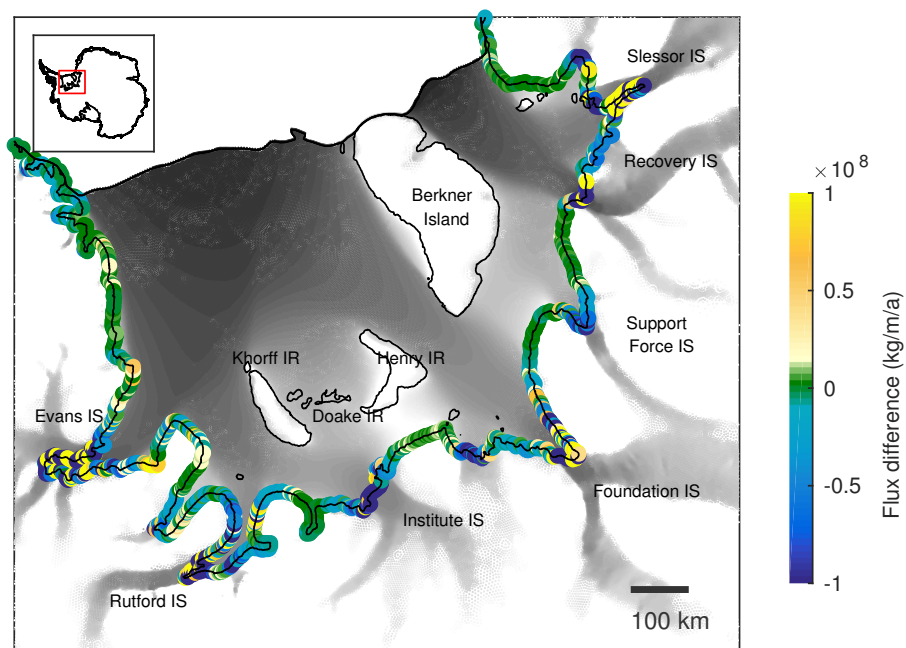 Slessor IS
Recovery IS
Berkner
Island
Support
Force IS
Khorff IR
Henry IR
Doake IR
Evans IS
Foundation IS
Institute IS
Rutford IS
100 km
× 10 8
1
0.5
0
-0.5
-1
Flux difference (kg/m/a)